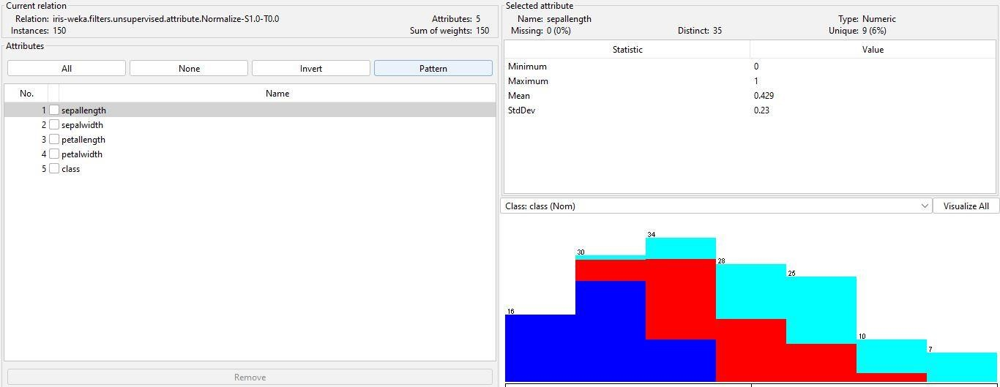 Current relation
Relation: iris-weka.filters.unsupervised.attribute.Normalize-S1.0-T0.0
Attributes: 5
Instances: 150
Sum of weights: 150
Attributes
All
None
Invert
Pattern
No.
Name
1 sepallength
2 sepalwidth
3 petallength
4 petalwidth
5 class
Remove
Selected attribute
Name: sepallength
Type: Numeric
Missing: 0 (0%)
Distinct: 35
Unique: 9 (6%)
Statistic
Value
Minimum 0
Maximum 1
Mean 0.429
StdDev 0.23
Class: class (Nom)
Visualize All
16
30
34
28
25
10
7